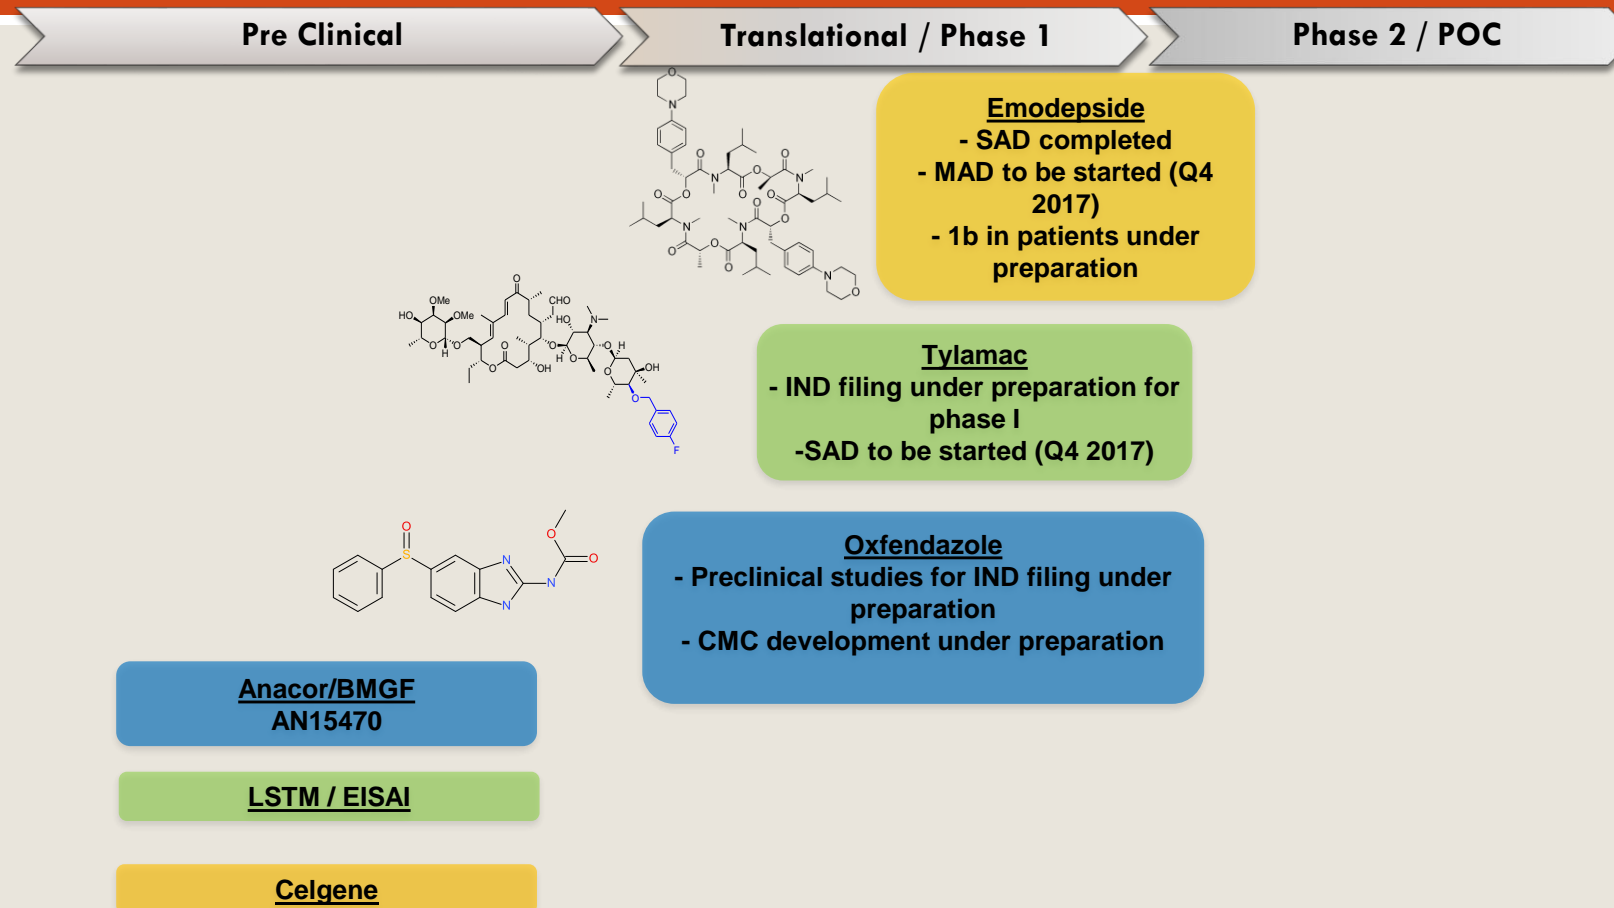 Pre Clinical
Translational / Phase 1
Phase 2 / POC
Emodepside
- SAD completed
- MAD to be started (Q4
2017)
- 1b in patients under
preparation
Tylamac
- IND filing under preparation for
phase I
-SAD to be started (Q4 2017)
Oxfendazole
- Preclinical studies for IND filing under
preparation
- CMC development under preparation
Anacor/BMGF
AN15470
LSTM / EISAI
Celgene